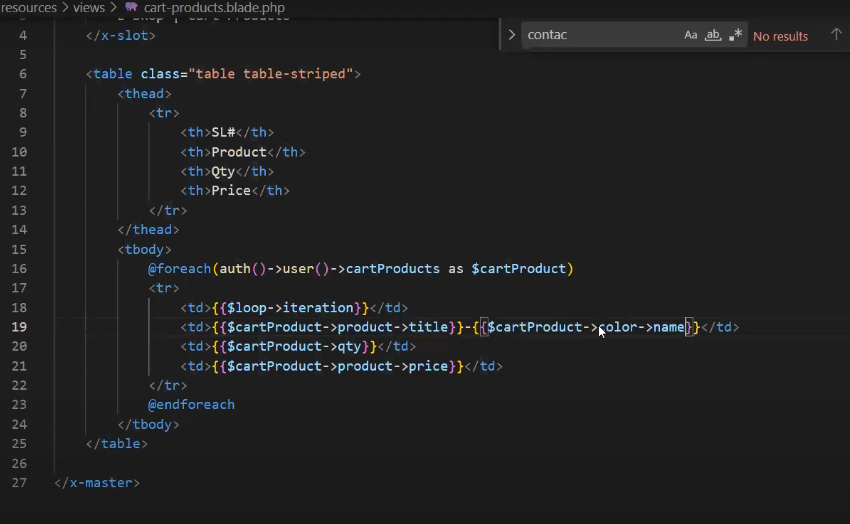 resources > views > cart-products.blade.php
contac Aa ab .* No results
4 </x-slot>
5
6 <table class="table table-striped">
7 <thead>
8 <tr>
9 <th>SL#</th>
10 <th>Product</th>
11 <th>Qty</th>
12 <th>Price</th>
13 </tr>
14 </thead>
15 <tbody>
16 @foreach(auth()->user()->cartProducts as $cartProduct)
17 <tr>
18 <td>{{$loop->iteration}}</td>
19 <td>{{$cartProduct->product->title}}-{{$cartProduct->color->name}}</td>
20 <td>{{$cartProduct->qty}}</td>
21 <td>{{$cartProduct->product->price}}</td>
22 </tr>
23 @endforeach
24 </tbody>
25 </table>
26
27 </x-master>